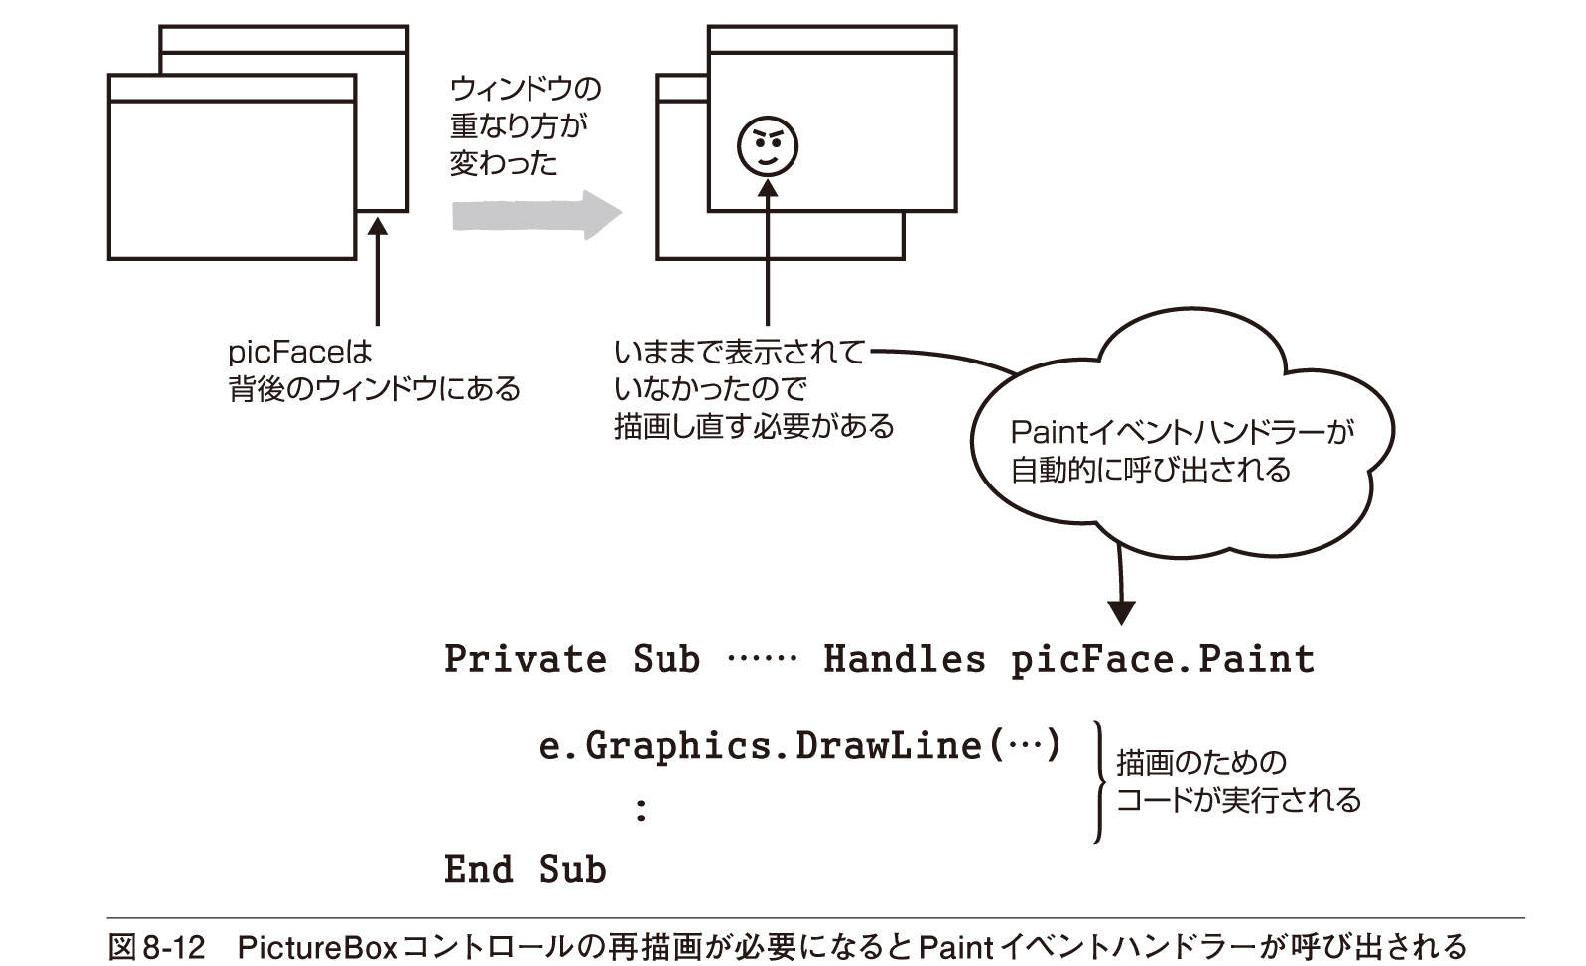 ウィンドウの
重なり方が
変わった
picFaceは
背後のウィンドウにある
いままで表示されて
いなかったので
描画し直す必要がある
Paintイベントハンドラーが
自動的に呼び出される
Private Sub …… Handles picFace.Paint
e.Graphics.DrawLine(…)
:
End Sub
描画のための
コードが実行される
図8-12 PictureBoxコントロールの再描画が必要になるとPaintイベントハンドラーが呼び出される